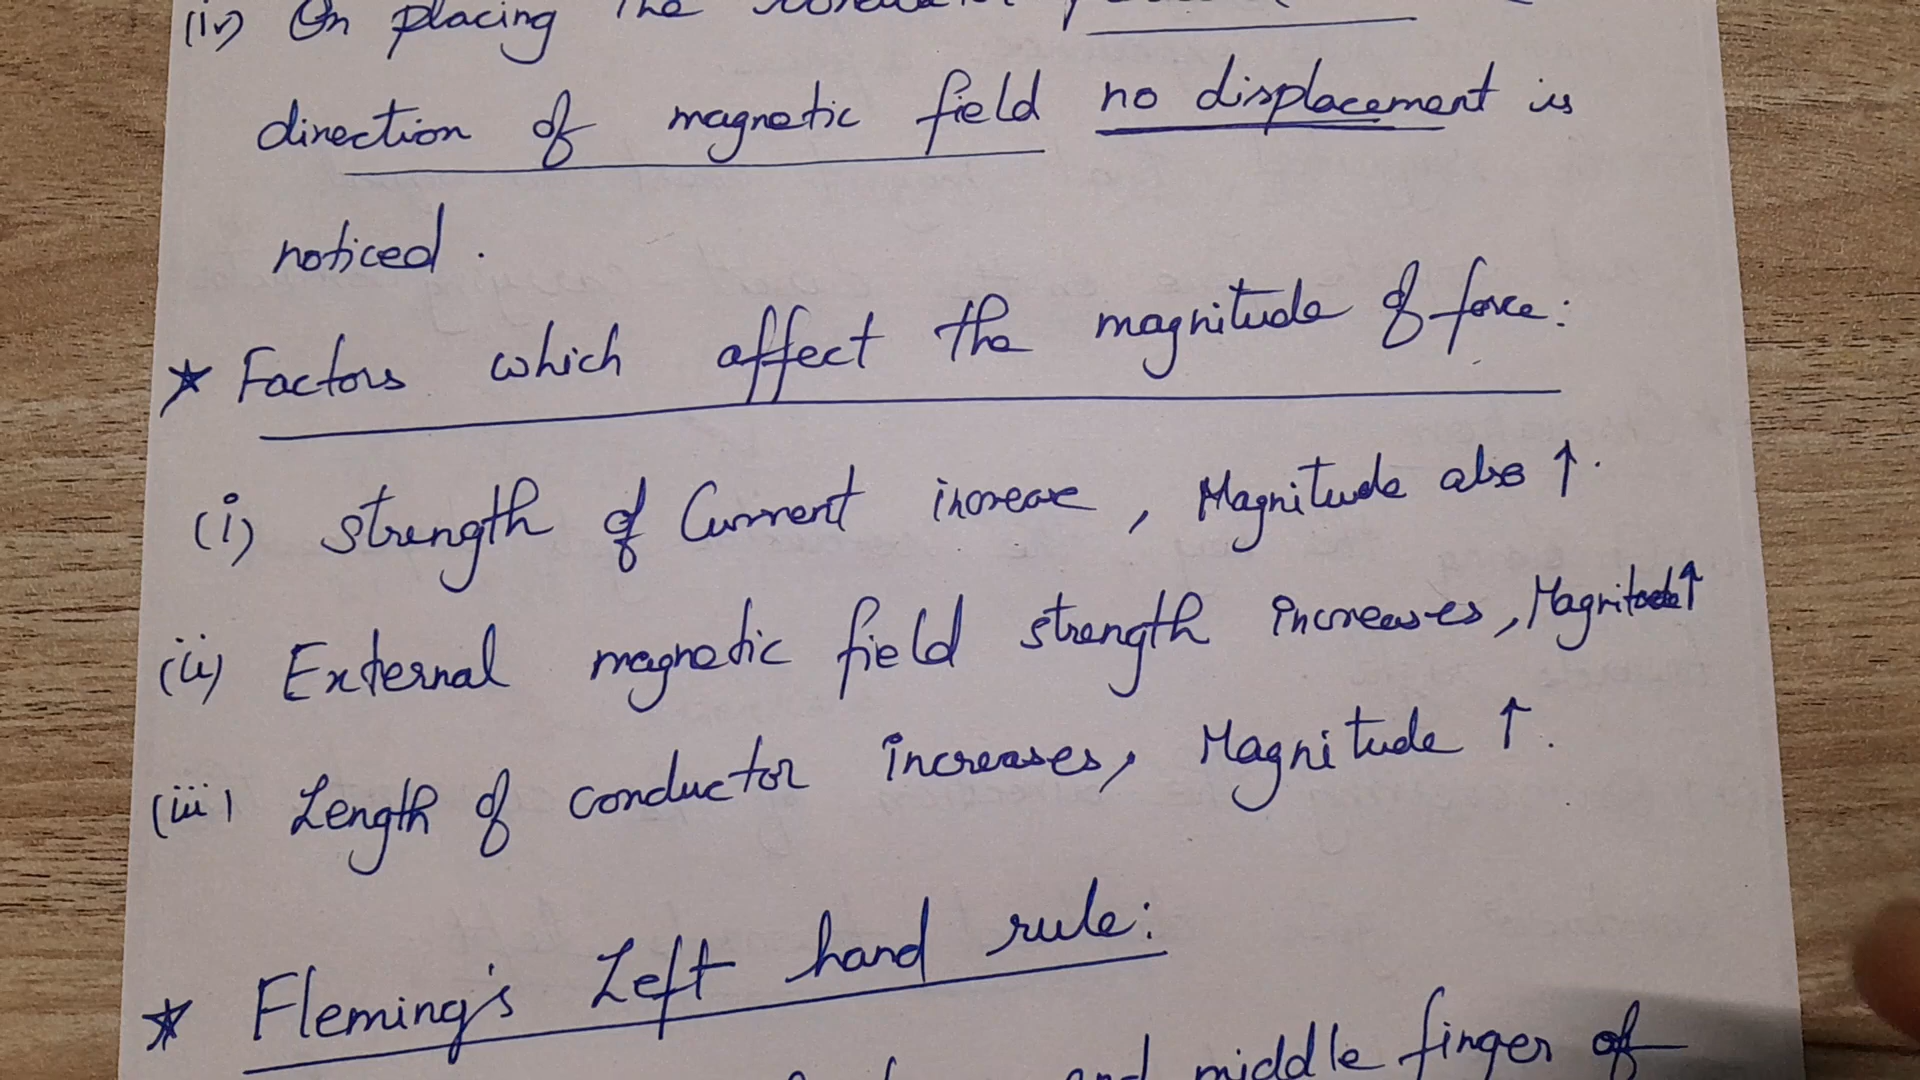 (iv) On placing the
direction of magnetic field no displacement is
noticed.
★ Factors which affect the magnitude of force:
(i) Strength of Current increase, Magnitude also ↑.
(ii) External magnetic field strength increases, Magnitude ↑
(iii) Length of conductor increases, Magnitude ↑.
★ Fleming's Left hand rule:
and middle finger of